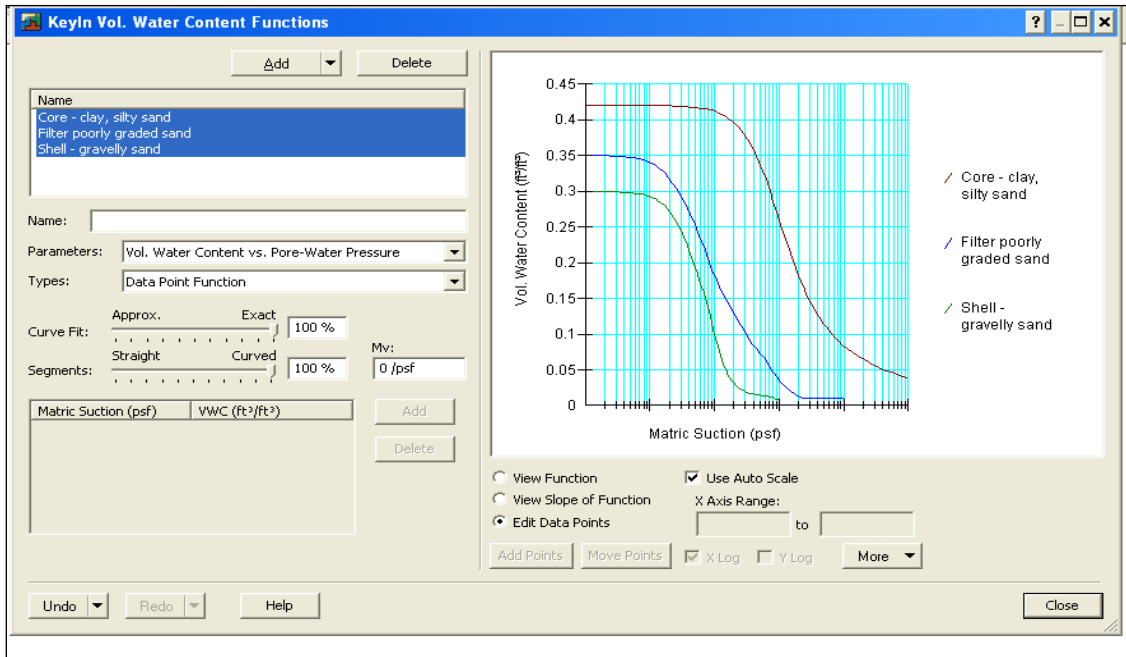 KeyIn Vol. Water Content Functions
Add
Delete
Name
Core - clay, silty sand
Filter poorly graded sand
Shell - gravelly sand
Name:
Parameters:
Vol. Water Content vs. Pore-Water Pressure
Types:
Data Point Function
Approx.
Exact
Curve Fit:
100 %
Straight
Curved
Segments:
100 %
Mv:
0 /psf
Matric Suction (psf)
VWC (ft³/ft³)
Add
Delete
Vol. Water Content (ft³/ft³)
0.45
0.4
0.35
0.3
0.25
0.2
0.15
0.1
0.05
0
Matric Suction (psf)
Core - clay,
silty sand
Filter poorly
graded sand
Shell -
gravelly sand
View Function
Use Auto Scale
View Slope of Function
X Axis Range:
Edit Data Points
to
Add Points
Move Points
X Log
Y Log
More
Undo
Redo
Help
Close